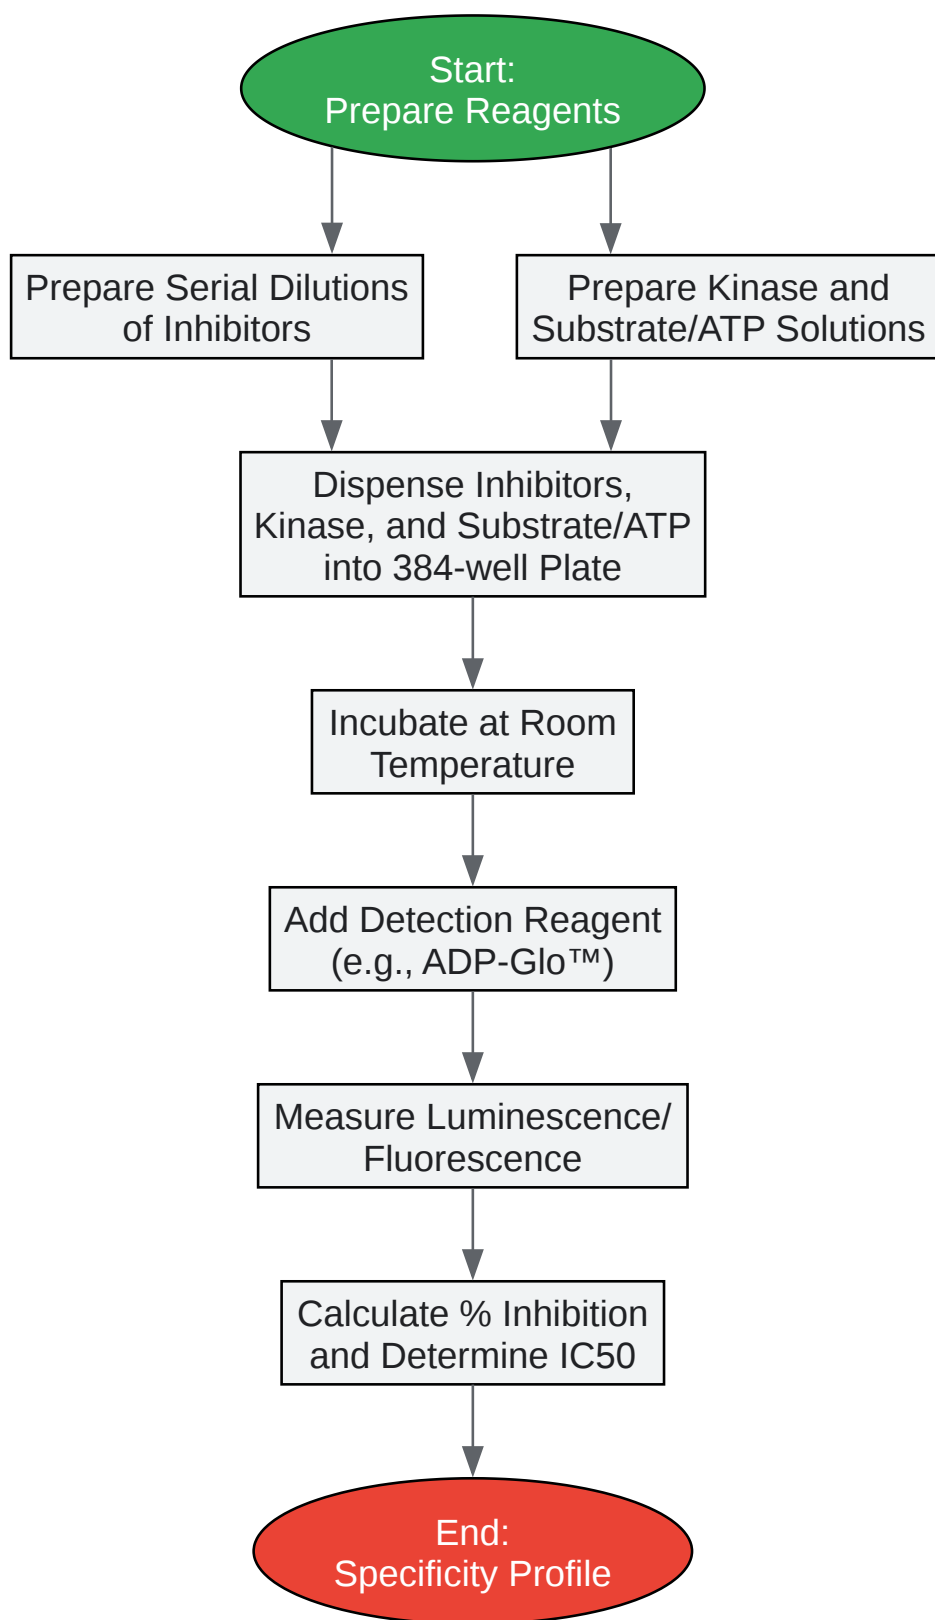 Start:
Prepare Reagents
Prepare Serial Dilutions
of Inhibitors
Prepare Kinase and
Substrate/ATP Solutions
Dispense Inhibitors,
Kinase, and Substrate/ATP
into 384-well Plate
Incubate at Room
Temperature
Add Detection Reagent
(e.g., ADP-Glo™)
Measure Luminescence/
Fluorescence
Calculate % Inhibition
and Determine IC50
End:
Specificity Profile